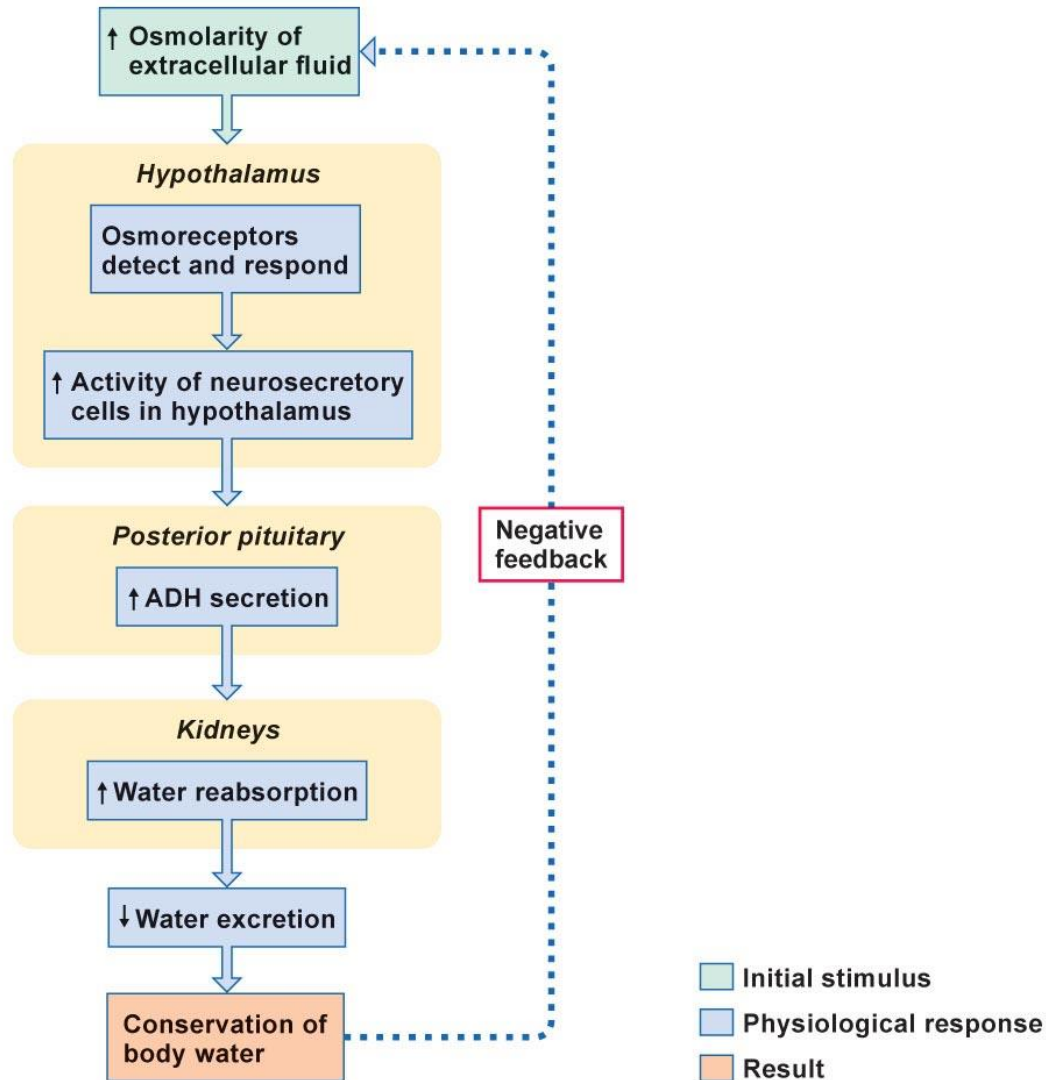 ↑ Osmolarity of
extracellular fluid
Hypothalamus
Osmoreceptors
detect and respond
↑ Activity of neurosecretory
cells in hypothalamus
Posterior pituitary
↑ ADH secretion
Kidneys
↑ Water reabsorption
↓ Water excretion
Conservation of
body water
Negative
feedback
Initial stimulus
Physiological response
Result